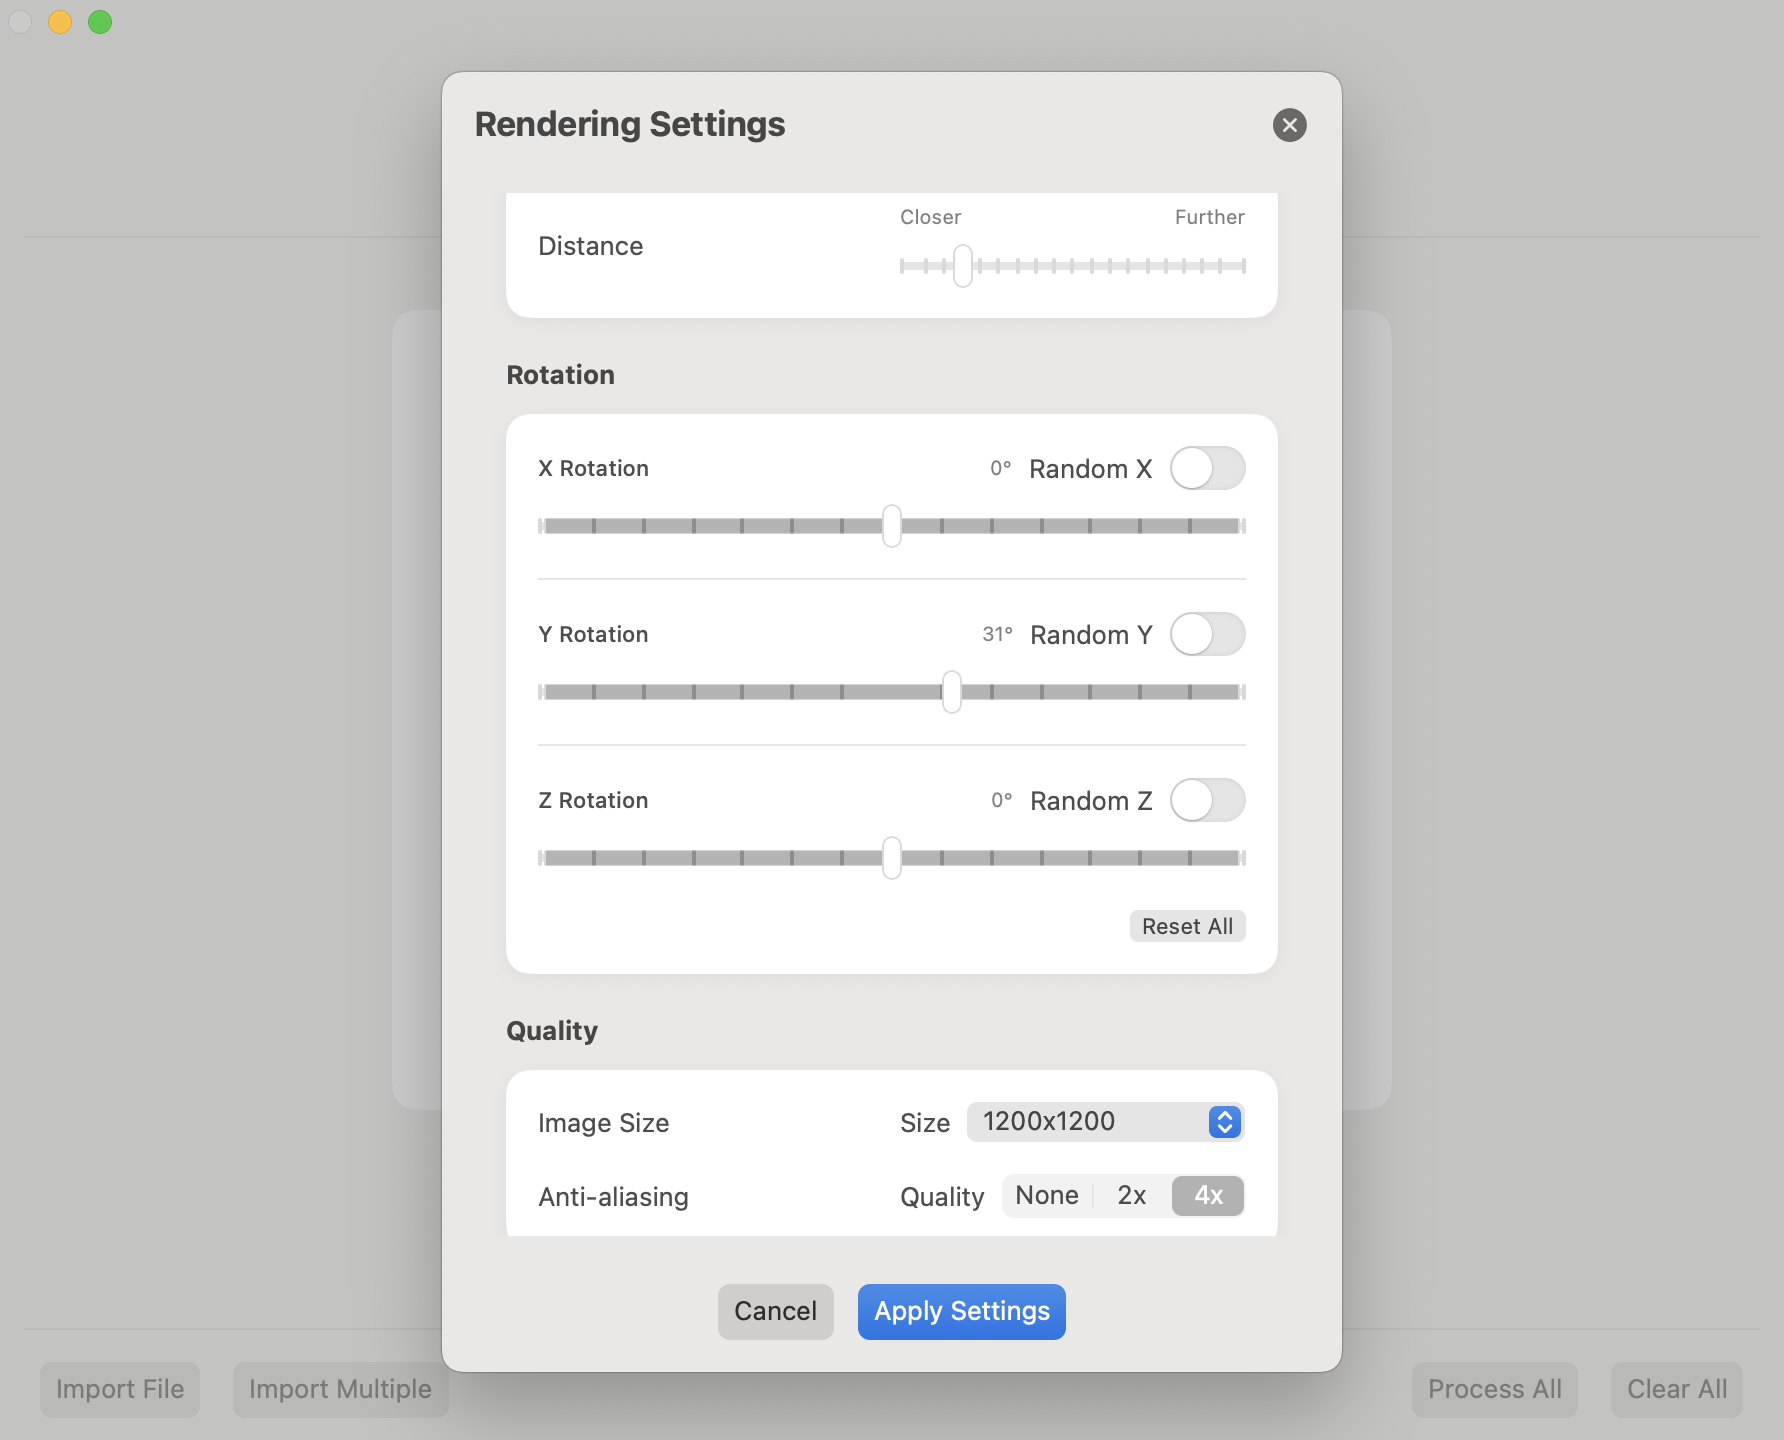 Rendering Settings
Closer Further
Distance
Rotation
X Rotation 0° Random X
Y Rotation 31° Random Y
Z Rotation 0° Random Z
Reset All
Quality
Image Size Size 1200x1200
Anti-aliasing Quality None 2x 4x
Cancel Apply Settings
Import File Import Multiple Process All Clear All